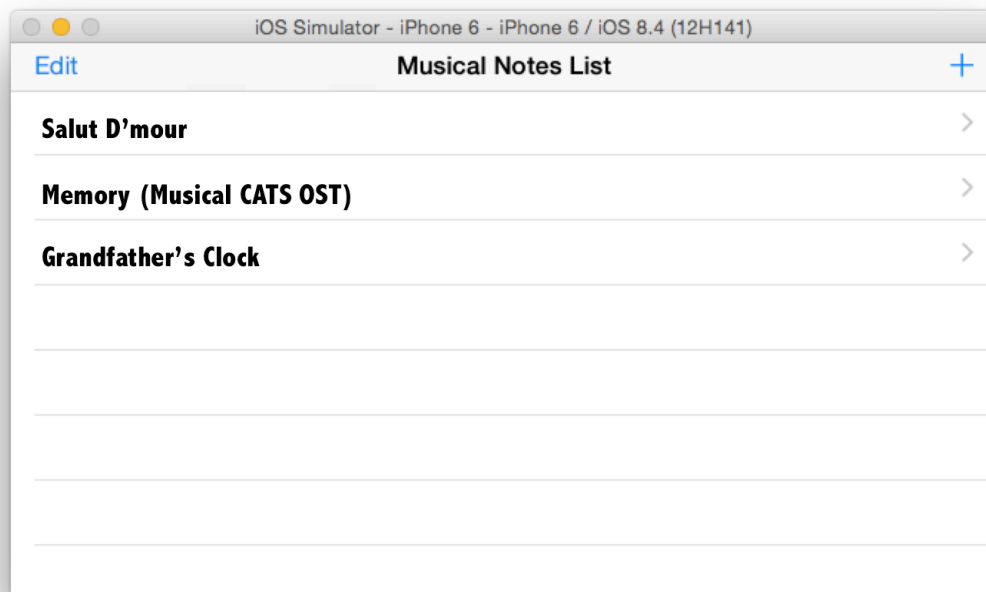 iOS Simulator - iPhone 6 - iPhone 6 / iOS 8.4 (12H141)
Edit Musical Notes List +
Salut D’mour
Memory (Musical CATS OST)
Grandfather’s Clock